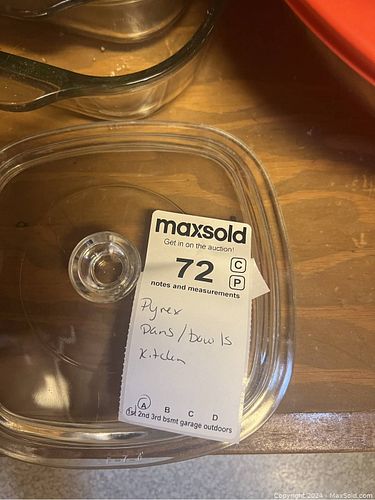 maxsold
Get in on the auction!
72
C
P
notes and measurements
Pyrex
Pans/bowls
Kitchen
A B C D
1st 2nd 3rd bsmt garage outdoors
Copyright 2024 - MaxSold.com